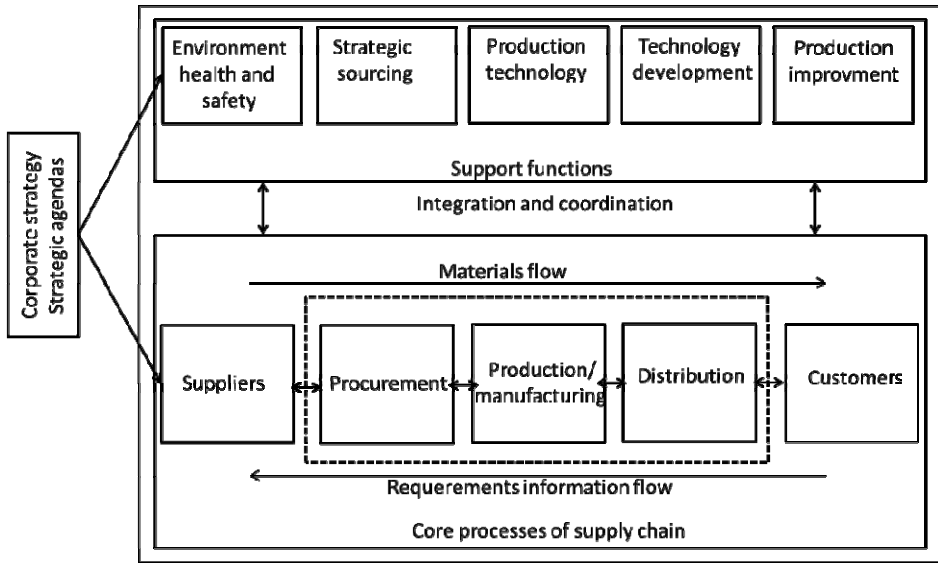 Corporate strategy
Strategic agendas
Environment
health and
safety
Strategic
sourcing
Production
technology
Technology
development
Production
improvment
Support functions
Integration and coordination
Materials flow
Suppliers
Procurement
Production/
manufacturing
Distribution
Customers
Requerements information flow
Core processes of supply chain